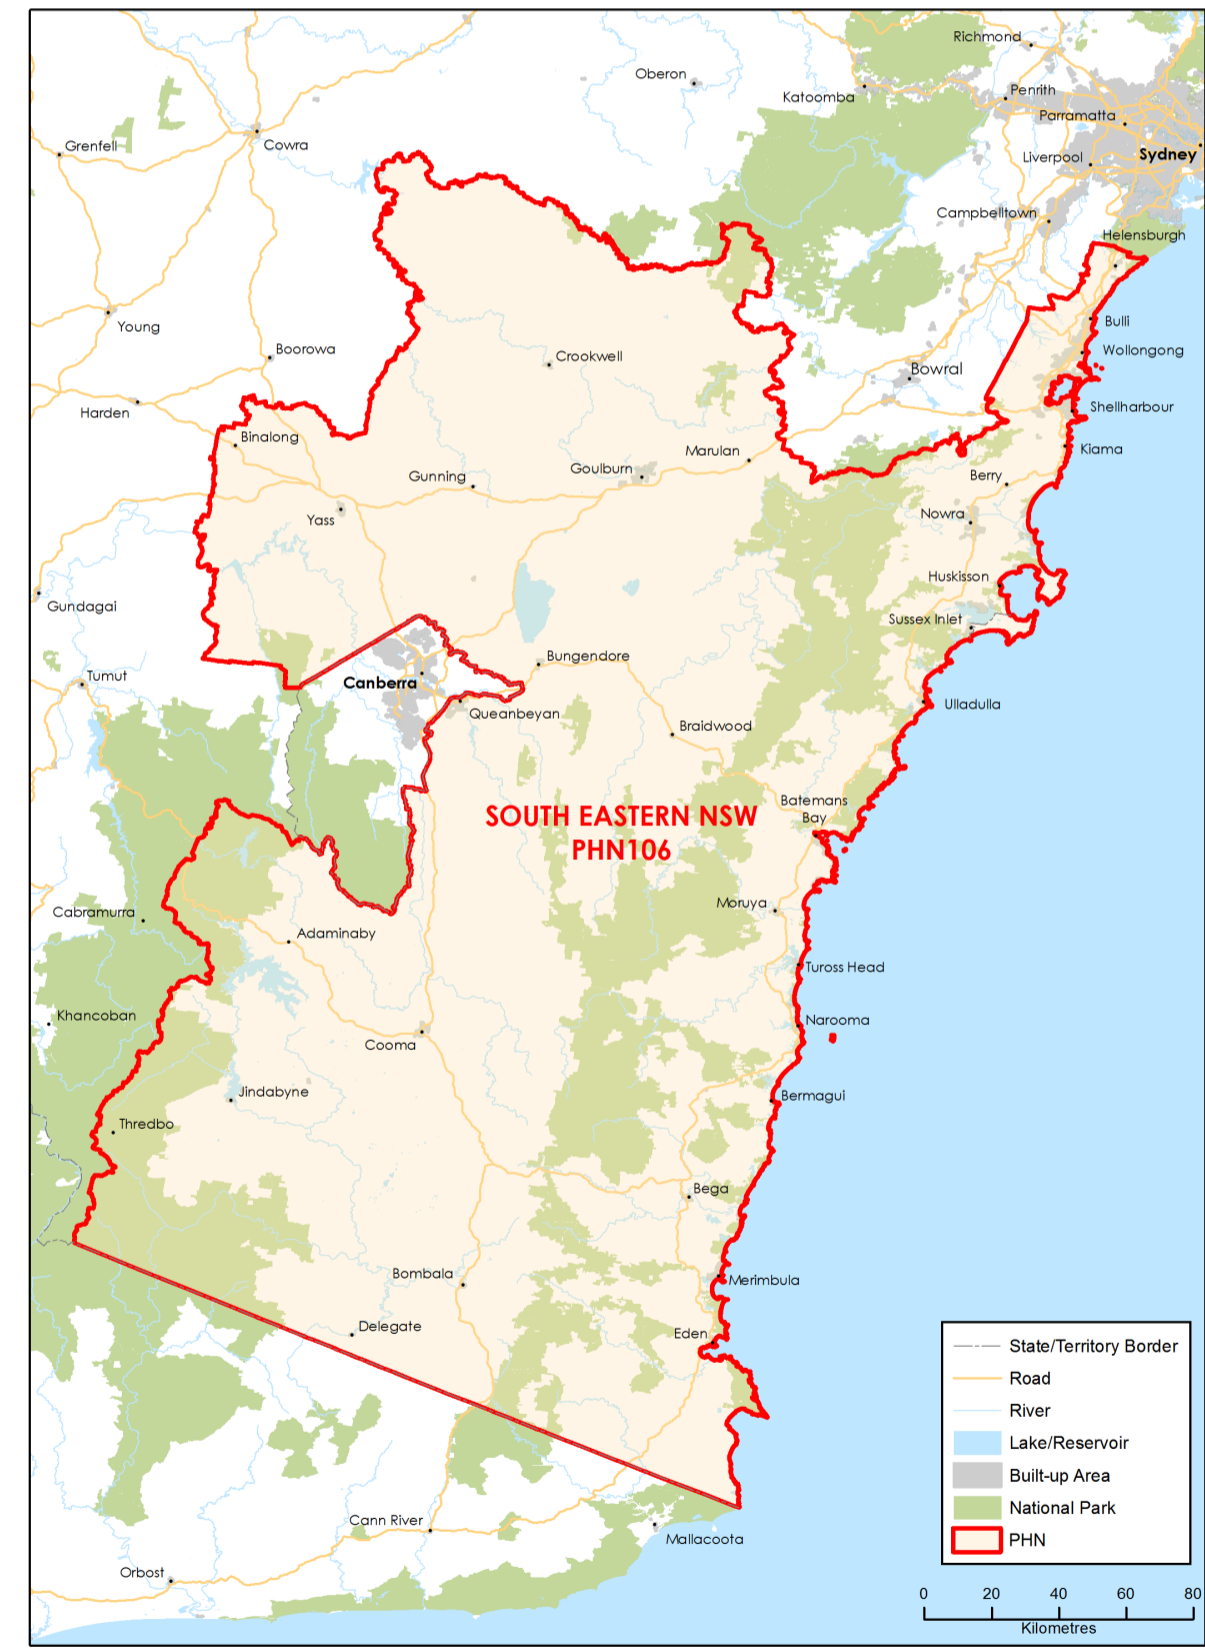 Richmond
Oberon
Katoomba
Penrith
Parramatta
Grenfell
Cowra
Liverpool
Sydney
Campbelltown
Helensburgh
Young
Bulli
Boorowa
Wollongong
Crookwell
Bowral
Harden
Shellharbour
Binalong
Kiama
Marulan
Goulburn
Gunning
Berry
Yass
Nowra
Huskisson
Gundagai
Sussex Inlet
Bungendore
Tumut
Canberra
Ulladulla
Queanbeyan
Braidwood
Batemans
Bay
SOUTH EASTERN NSW
PHN106
Moruya
Cabramurra
Adaminaby
Tuross Head
Khancoban
Narooma
Cooma
Jindabyne
Bermagui
Thredbo
Bega
Bombala
Merimbula
Delegate
Eden
Cann River
Mallacoota
Orbost
State/Territory Border
Road
River
Lake/Reservoir
Built-up Area
National Park
PHN
0 20 40 60 80
Kilometres